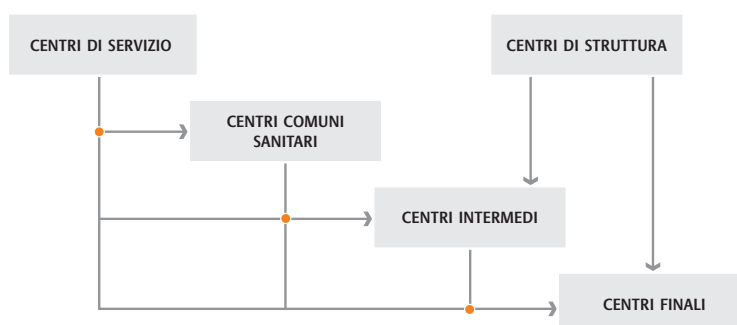 CENTRI DI SERVIZIO
CENTRI DI STRUTTURA
CENTRI COMUNI
SANITARI
CENTRI INTERMEDI
CENTRI FINALI